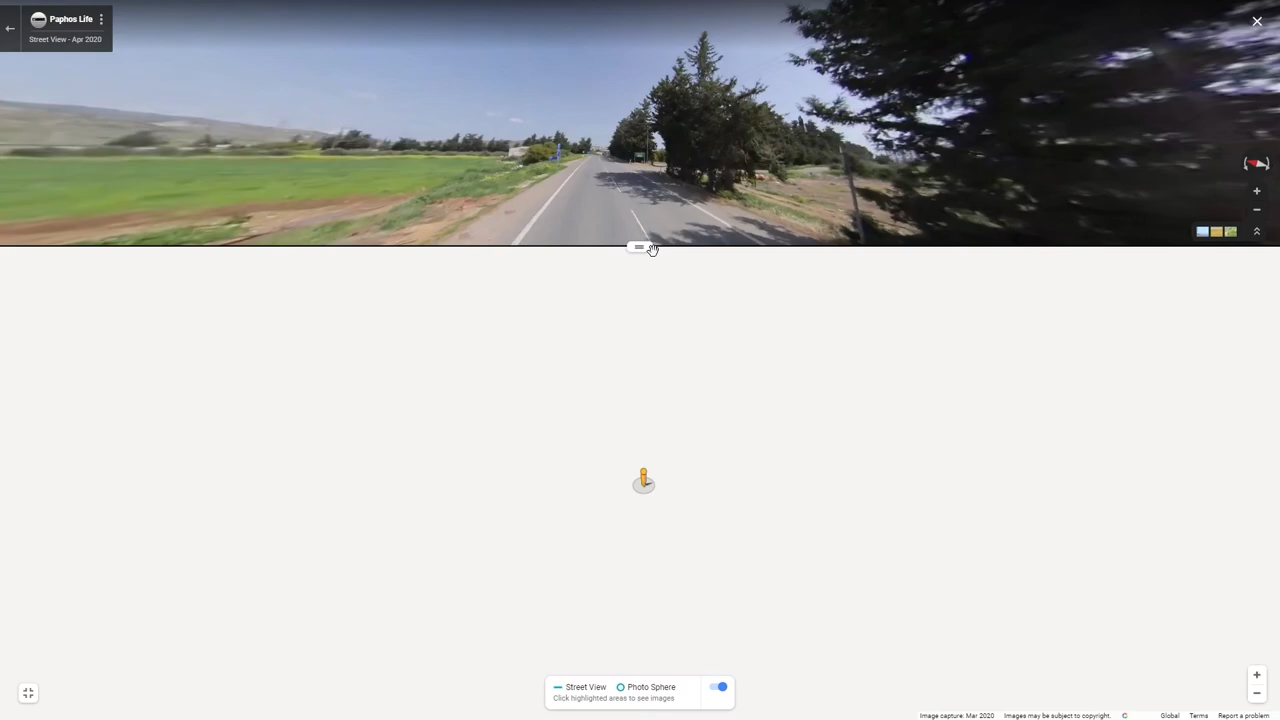 Paphos Life
Street View - Apr 2020
Street View
Photo Sphere
Click highlighted areas to see images
Image capture: Mar 2020
Images may be subject to copyright.
Global
Terms
Report a problem